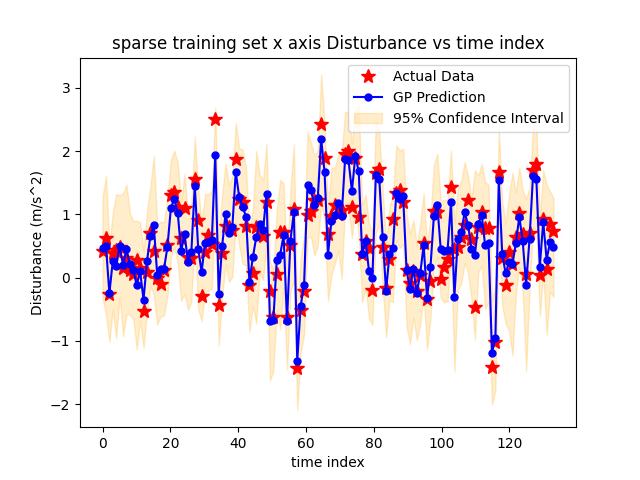 sparse training set x axis Disturbance vs time index
Actual Data
GP Prediction
95% Confidence Interval
Disturbance (m/s^2)
3
2
1
0
−1
−2
0 20 40 60 80 100 120
time index